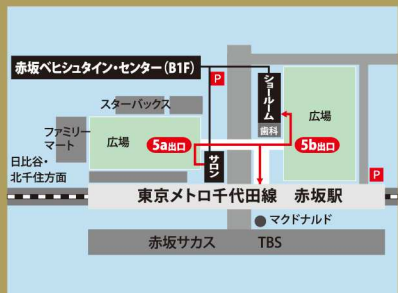 赤坂ベヒシュタイン・センター(B1F)
P
ショールーム
歯科
スターバックス
広場
ファミリー
マート
広場
5a出口
5b出口
サロン
日比谷・
北千住方面
P
東京メトロ千代田線 赤坂駅
マクドナルド
赤坂サカス TBS